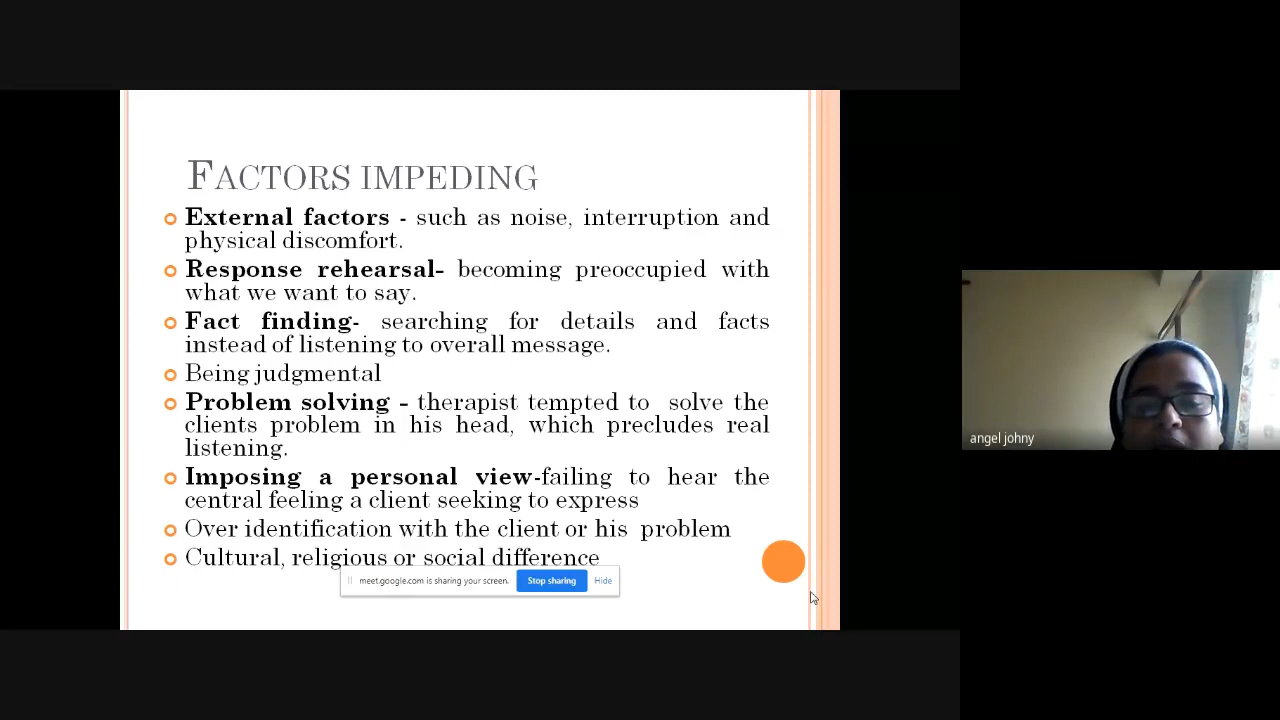 FACTORS IMPEDING
External factors - such as noise, interruption and
physical discomfort.
Response rehearsal- becoming preoccupied with
what we want to say.
Fact finding- searching for details and facts
instead of listening to overall message.
Being judgmental
Problem solving - therapist tempted to solve the
clients problem in his head, which precludes real
listening.
Imposing a personal view-failing to hear the
central feeling a client seeking to express
Over identification with the client or his problem
Cultural, religious or social difference
meet.google.com is sharing your screen. Stop sharing Hide
angel johny